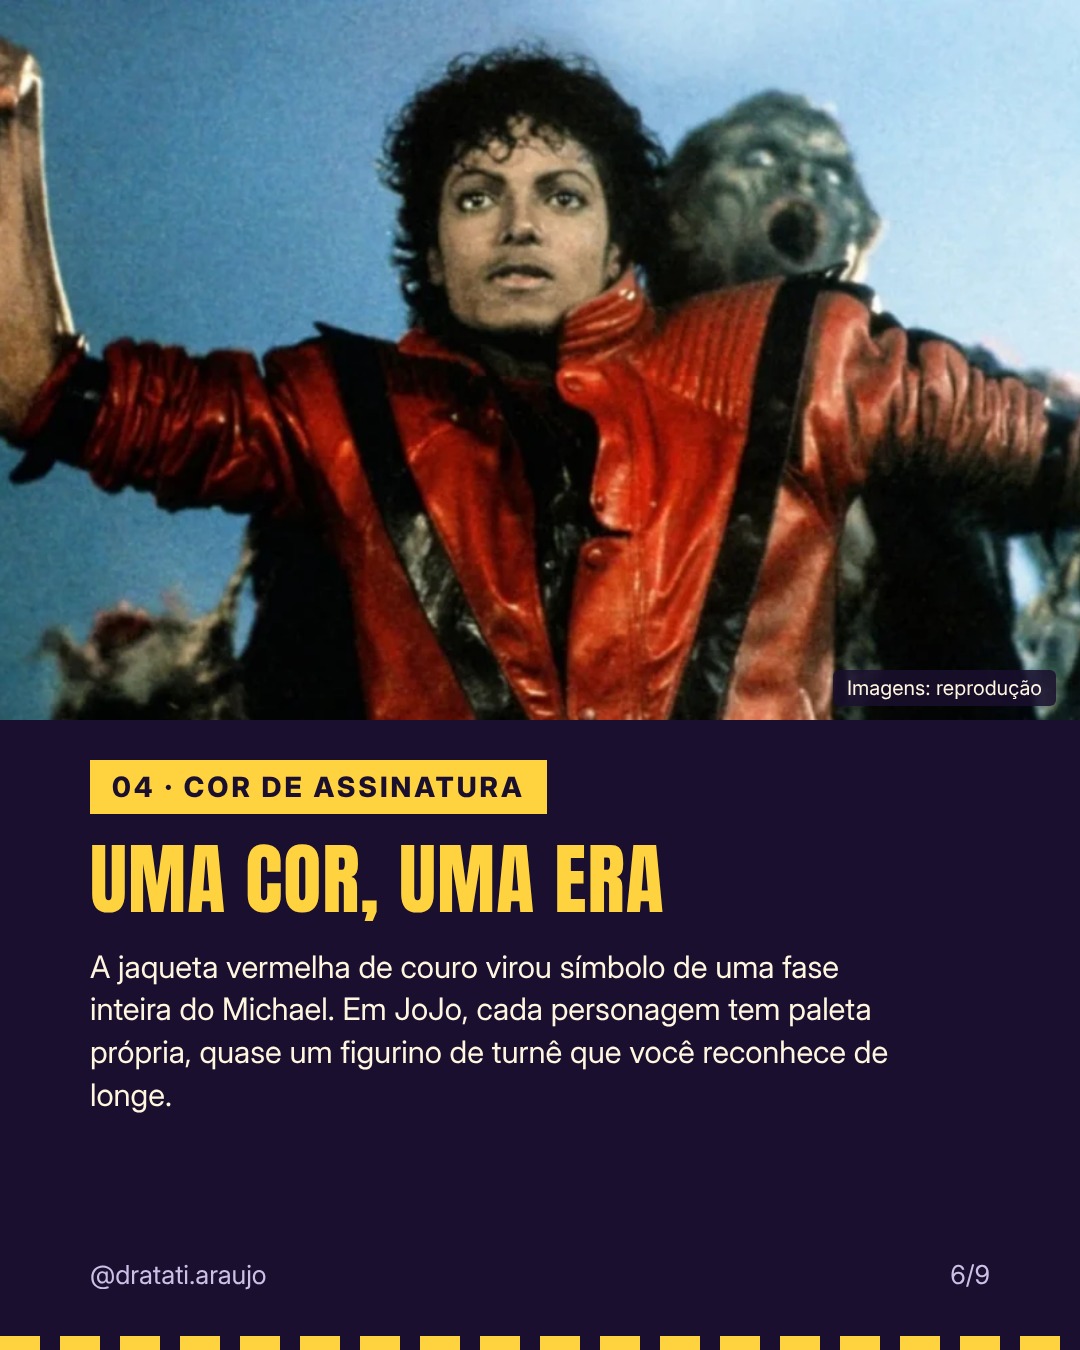 Imagens: reprodução
04 · COR DE ASSINATURA
UMA COR, UMA ERA
A jaqueta vermelha de couro virou símbolo de uma fase
inteira do Michael. Em JoJo, cada personagem tem paleta
própria, quase um figurino de turnê que você reconhece de
longe.
@dratati.araujo
6/9